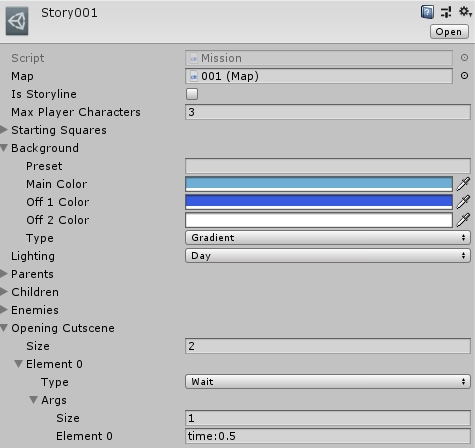 Story001
Open
Script Mission
Map 001 (Map)
Is Storyline
Max Player Characters 3
Starting Squares
Background
Preset
Main Color
Off 1 Color
Off 2 Color
Type Gradient
Lighting Day
Parents
Children
Enemies
Opening Cutscene
Size 2
Element 0
Type Wait
Args
Size 1
Element 0 time:0.5